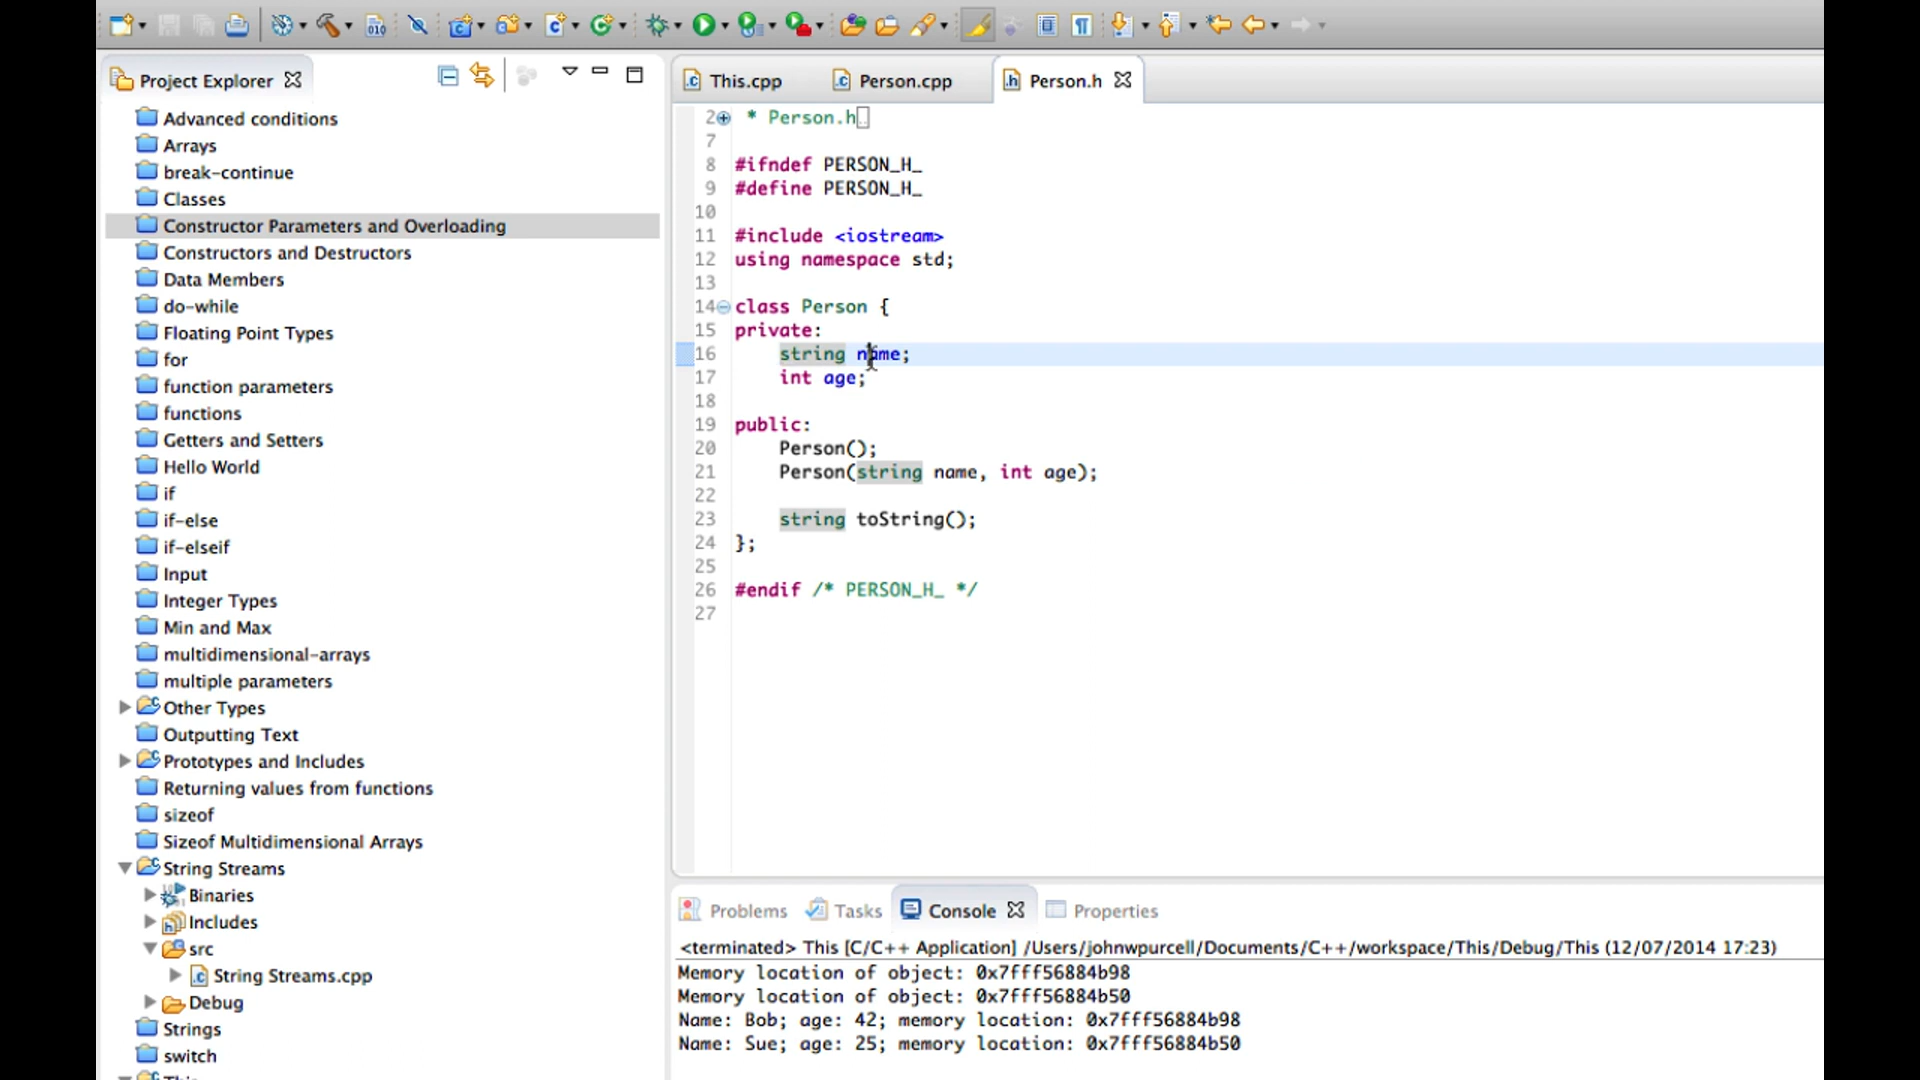 Project Explorer
This.cpp
Person.cpp
Person.h
Advanced conditions
Arrays
break-continue
Classes
Constructor Parameters and Overloading
Constructors and Destructors
Data Members
do-while
Floating Point Types
for
function parameters
functions
Getters and Setters
Hello World
if
if-else
if-elseif
Input
Integer Types
Min and Max
multidimensional-arrays
multiple parameters
Other Types
Outputting Text
Prototypes and Includes
Returning values from functions
sizeof
Sizeof Multidimensional Arrays
String Streams
Binaries
Includes
src
String Streams.cpp
Debug
Strings
switch
2 * Person.h
7
8 #ifndef PERSON_H_
9 #define PERSON_H_
10
11 #include <iostream>
12 using namespace std;
13
14 class Person {
15 private:
16 string name;
17 int age;
18
19 public:
20 Person();
21 Person(string name, int age);
22
23 string toString();
24 };
25
26 #endif /* PERSON_H_ */
27
Problems
Tasks
Console
Properties
<terminated> This [C/C++ Application] /Users/johnwpurcell/Documents/C++/workspace/This/Debug/This (12/07/2014 17:23)
Memory location of object: 0x7fff56884b98
Memory location of object: 0x7fff56884b50
Name: Bob; age: 42; memory location: 0x7fff56884b98
Name: Sue; age: 25; memory location: 0x7fff56884b50